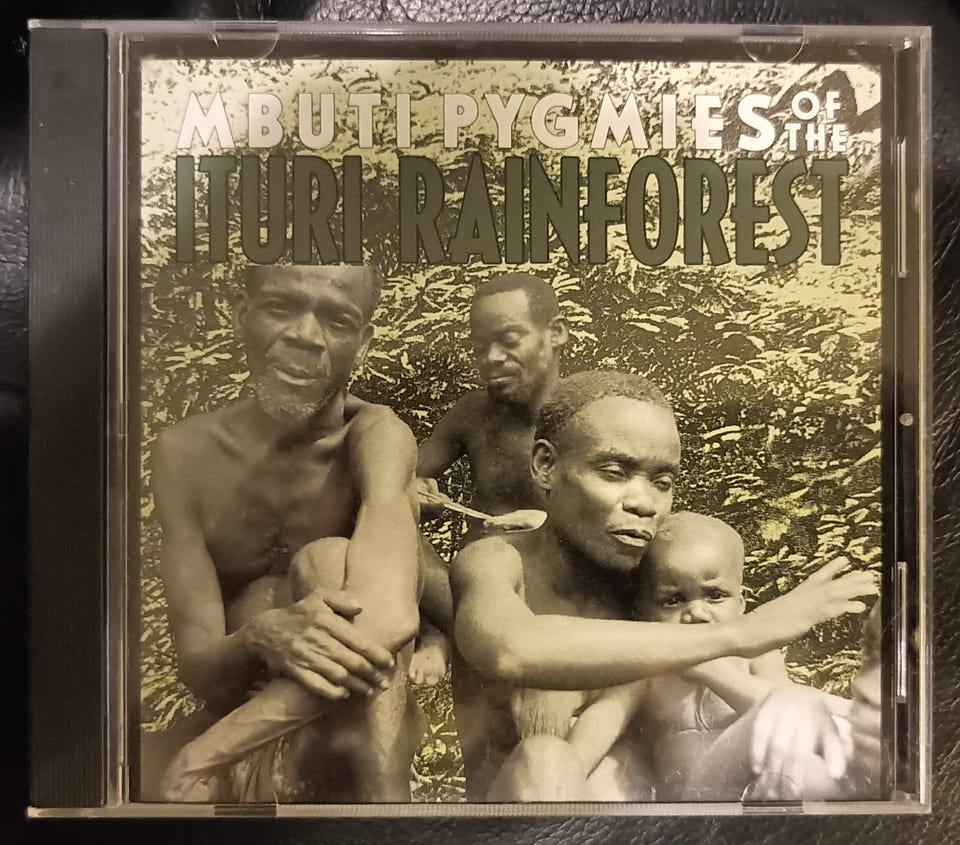 MBUTI PYGMIES OF THE
ITURI RAINFOREST